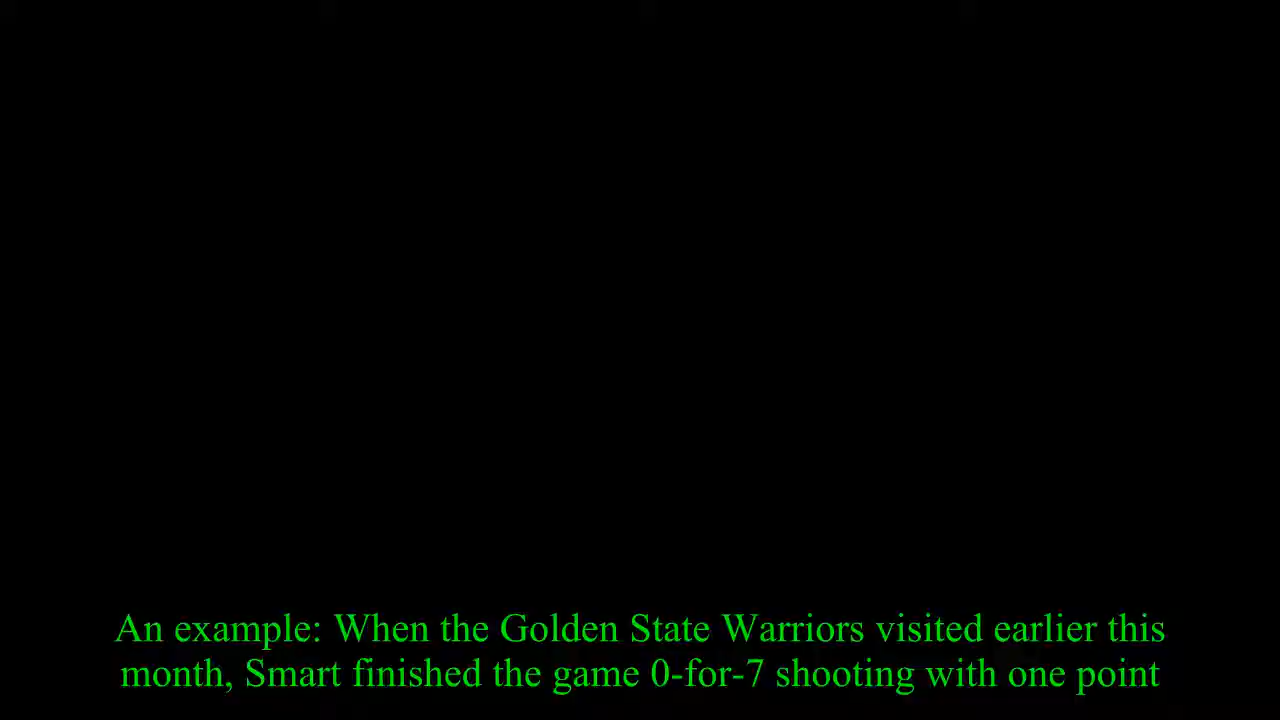 An example: When the Golden State Warriors visited earlier this
month, Smart finished the game 0-for-7 shooting with one point